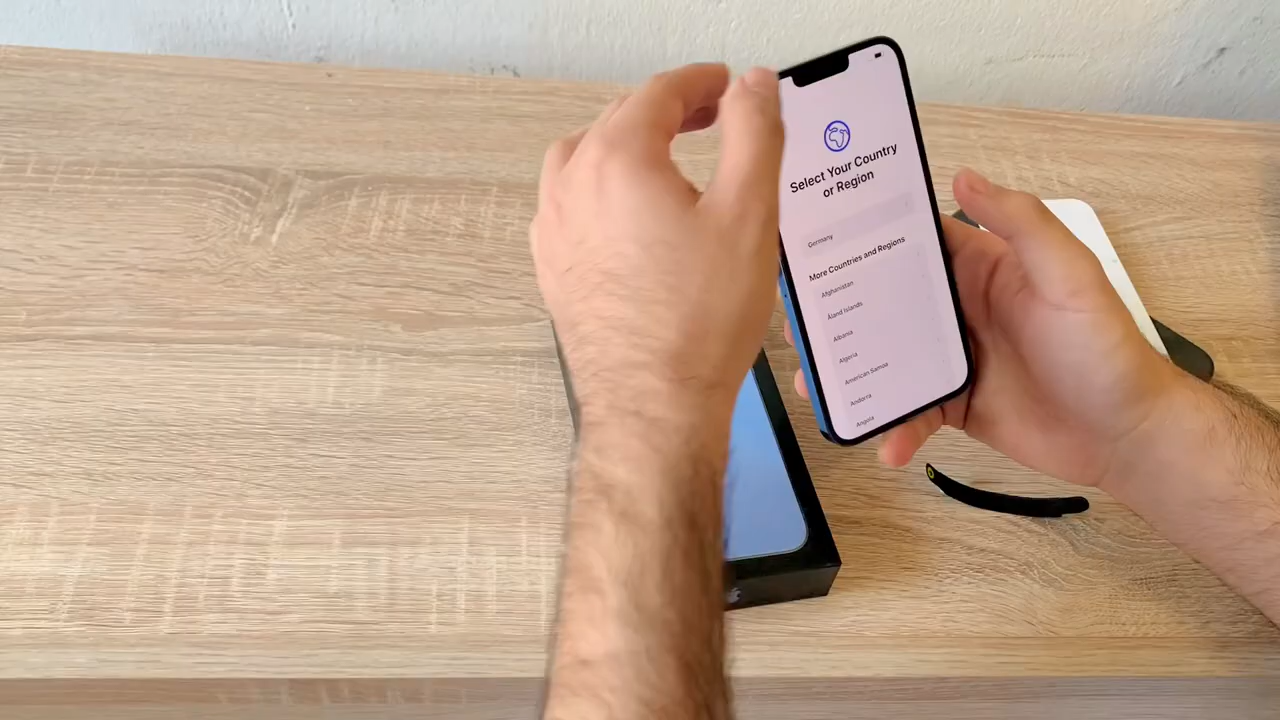 Select Your Country
or Region
Germany
More Countries and Regions
Afghanistan
Åland Islands
Albania
Algeria
American Samoa
Andorra
Angola